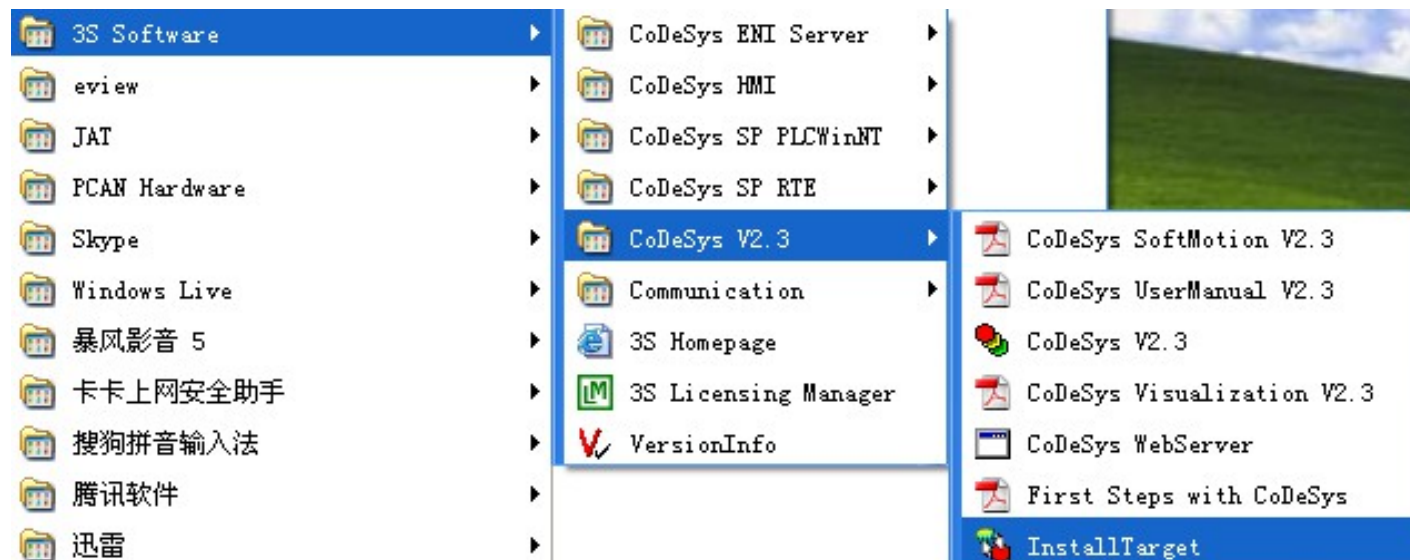 3S Software
eview
JAT
PCAN Hardware
Skype
Windows Live
暴风影音 5
卡卡上网安全助手
搜狗拼音输入法
腾讯软件
迅雷
CoDeSys ENI Server
CoDeSys HMI
CoDeSys SP PLCWinNT
CoDeSys SP RTE
CoDeSys V2.3
Communication
3S Homepage
3S Licensing Manager
VersionInfo
CoDeSys SoftMotion V2.3
CoDeSys UserManual V2.3
CoDeSys V2.3
CoDeSys Visualization V2.3
CoDeSys WebServer
First Steps with CoDeSys
InstallTarget